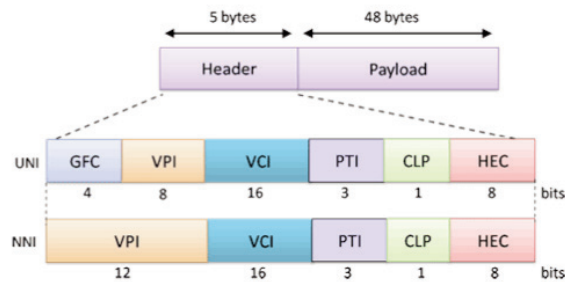 5 bytes 48 bytes
Header Payload
UNI GFC VPI VCI PTI CLP HEC
4 8 16 3 1 8 bits
NNI VPI VCI PTI CLP HEC
12 16 3 1 8 bits